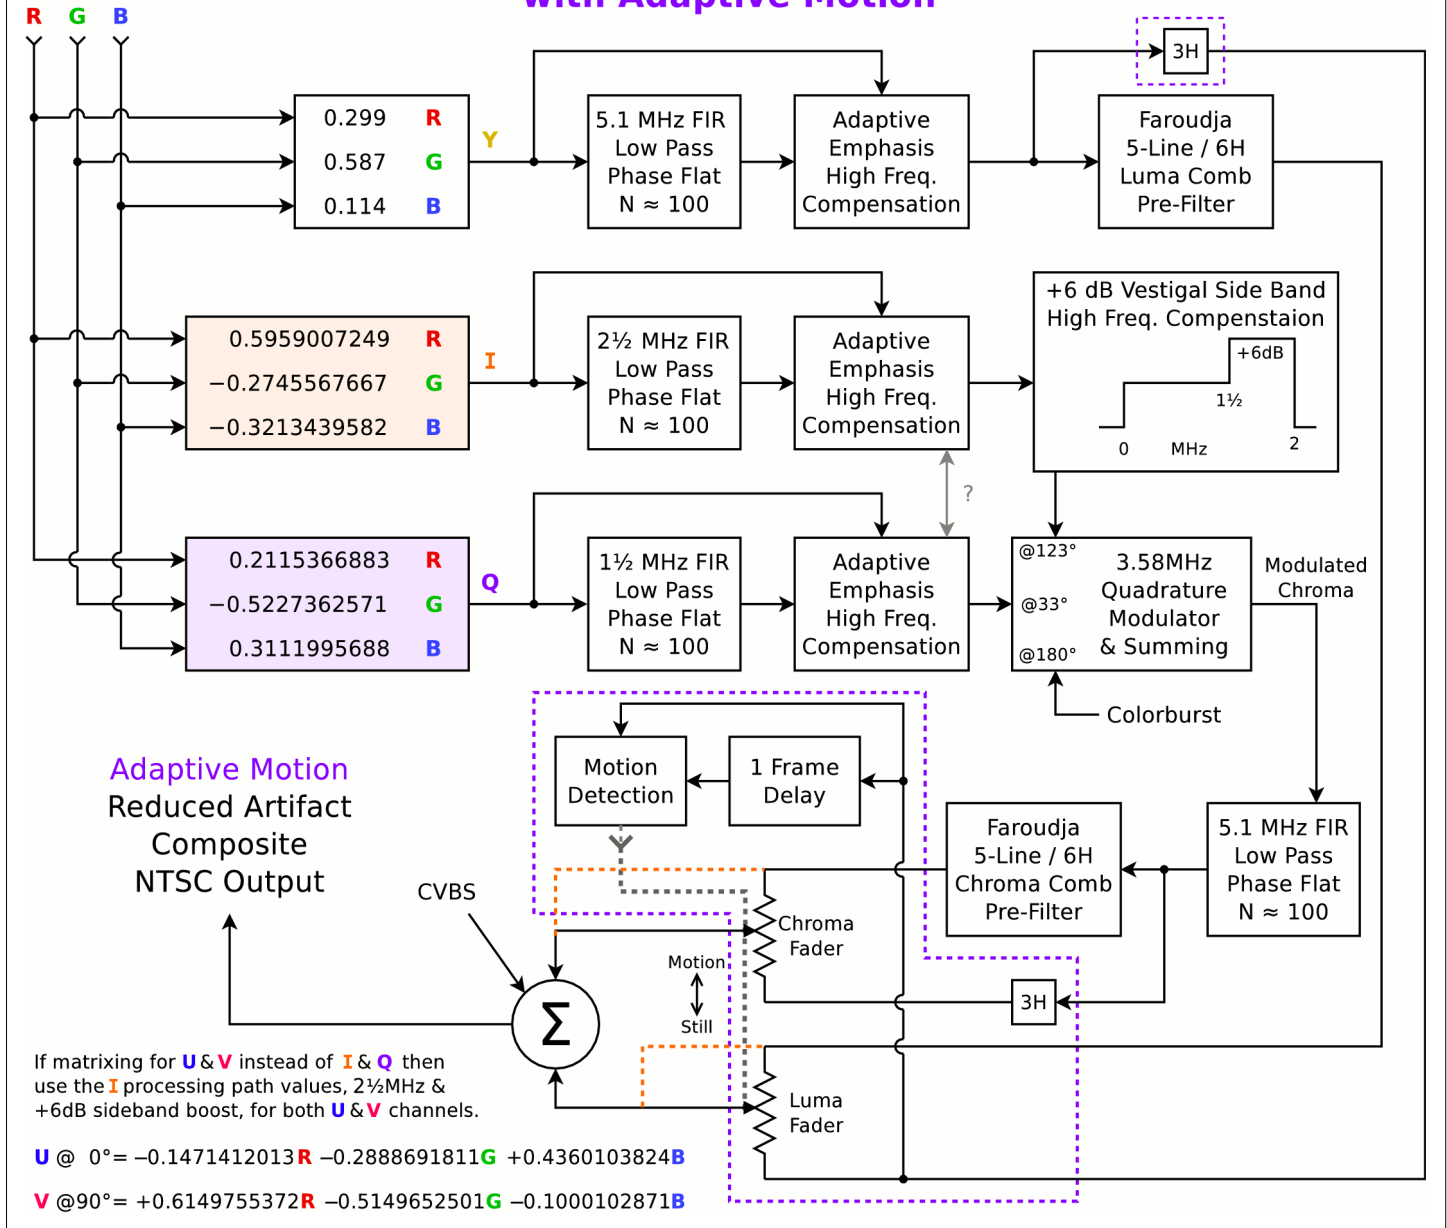 with Adaptive Motion
R G B
3H
0.299 R
0.587 G
0.114 B
Y
5.1 MHz FIR
Low Pass
Phase Flat
N ≈ 100
Adaptive
Emphasis
High Freq.
Compensation
Faroudja
5-Line / 6H
Luma Comb
Pre-Filter
0.5959007249 R
−0.2745567667 G
−0.3213439582 B
I
2½ MHz FIR
Low Pass
Phase Flat
N ≈ 100
Adaptive
Emphasis
High Freq.
Compensation
+6 dB Vestigal Side Band
High Freq. Compenstaion
+6dB
1½
0 MHz 2
?
0.2115366883 R
−0.5227362571 G
0.3111995688 B
Q
1½ MHz FIR
Low Pass
Phase Flat
N ≈ 100
Adaptive
Emphasis
High Freq.
Compensation
@123°
@33°
@180°
3.58MHz
Quadrature
Modulator
& Summing
Modulated
Chroma
Colorburst
Motion
Detection
1 Frame
Delay
Adaptive Motion
Reduced Artifact
Composite
NTSC Output
CVBS
Faroudja
5-Line / 6H
Chroma Comb
Pre-Filter
5.1 MHz FIR
Low Pass
Phase Flat
N ≈ 100
Chroma
Fader
Motion
Still
3H
Σ
Luma
Fader
If matrixing for U & V instead of I & Q then
use the I processing path values, 2½MHz &
+6dB sideband boost, for both U & V channels.
U @ 0°= −0.1471412013R −0.2888691811G +0.4360103824B
V @90°= +0.6149755372R −0.5149652501G −0.1000102871B